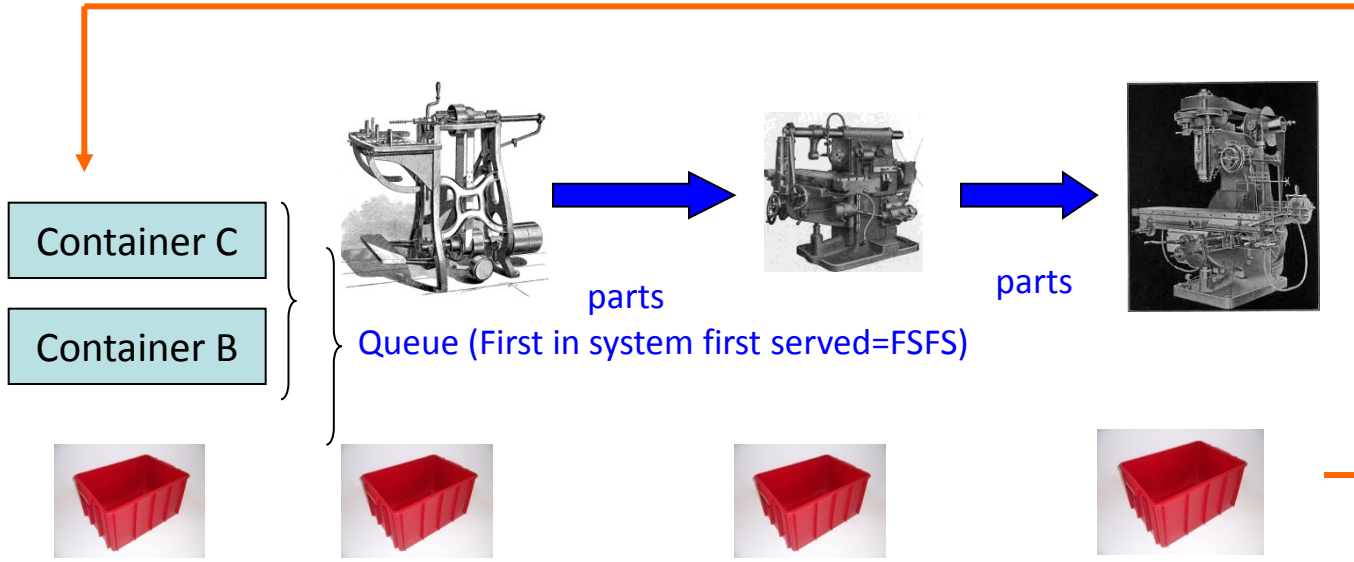 Container C
Container B
parts
parts
Queue (First in system first served=FSFS)